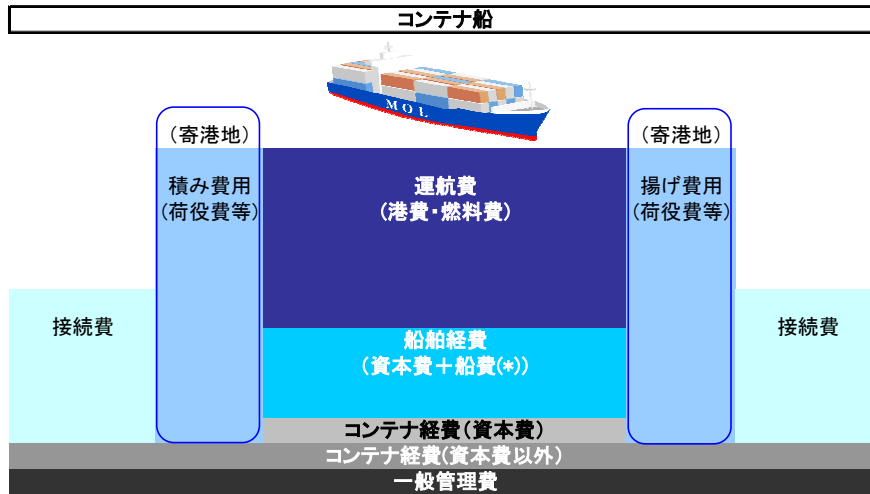 コンテナ船
MOL
(寄港地)
積み費用
(荷役費等)
運航費
(港費・燃料費)
(寄港地)
揚げ費用
(荷役費等)
接続費
船舶経費
(資本費+船費(*))
接続費
コンテナ経費(資本費)
コンテナ経費(資本費以外)
一般管理費